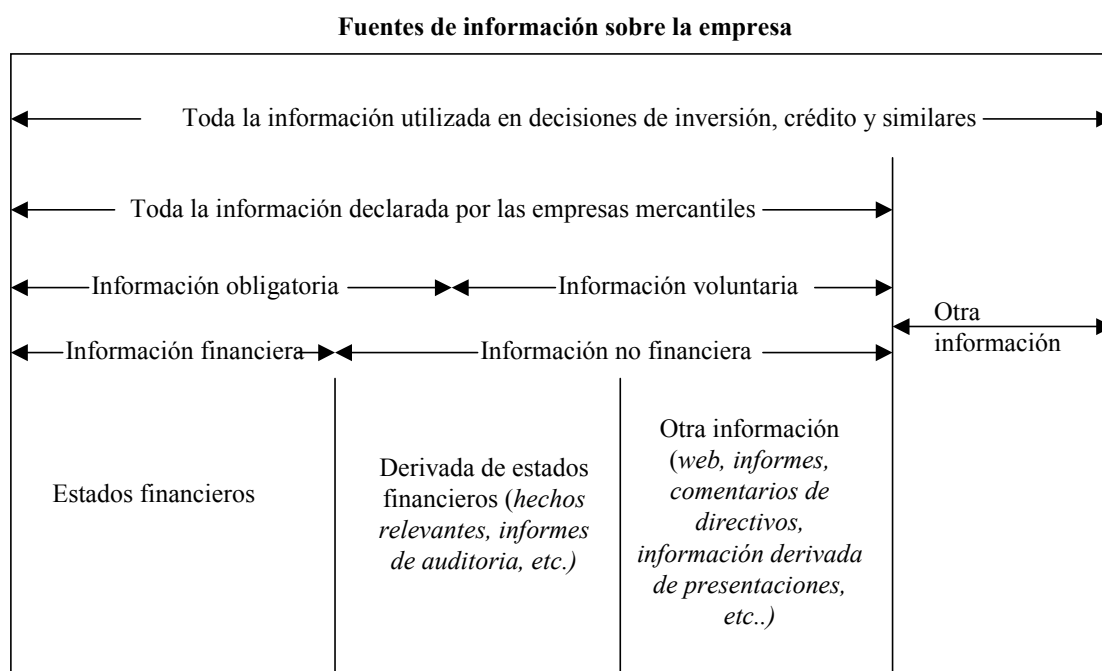 Fuentes de información sobre la empresa
Toda la información utilizada en decisiones de inversión, crédito y similares
Toda la información declarada por las empresas mercantiles
Información obligatoria
Información voluntaria
Otra
información
Información financiera
Información no financiera
Estados financieros
Derivada de estados
financieros (hechos
relevantes, informes
de auditoria, etc.)
Otra información
(web, informes,
comentarios de
directivos,
información derivada
de presentaciones,
etc..)